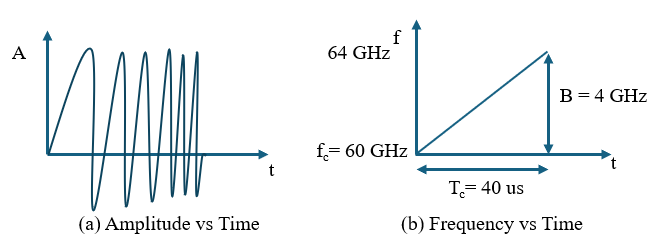 A
t
(a) Amplitude vs Time
f
64 GHz
B = 4 GHz
fc= 60 GHz
t
Tc= 40 us
(b) Frequency vs Time